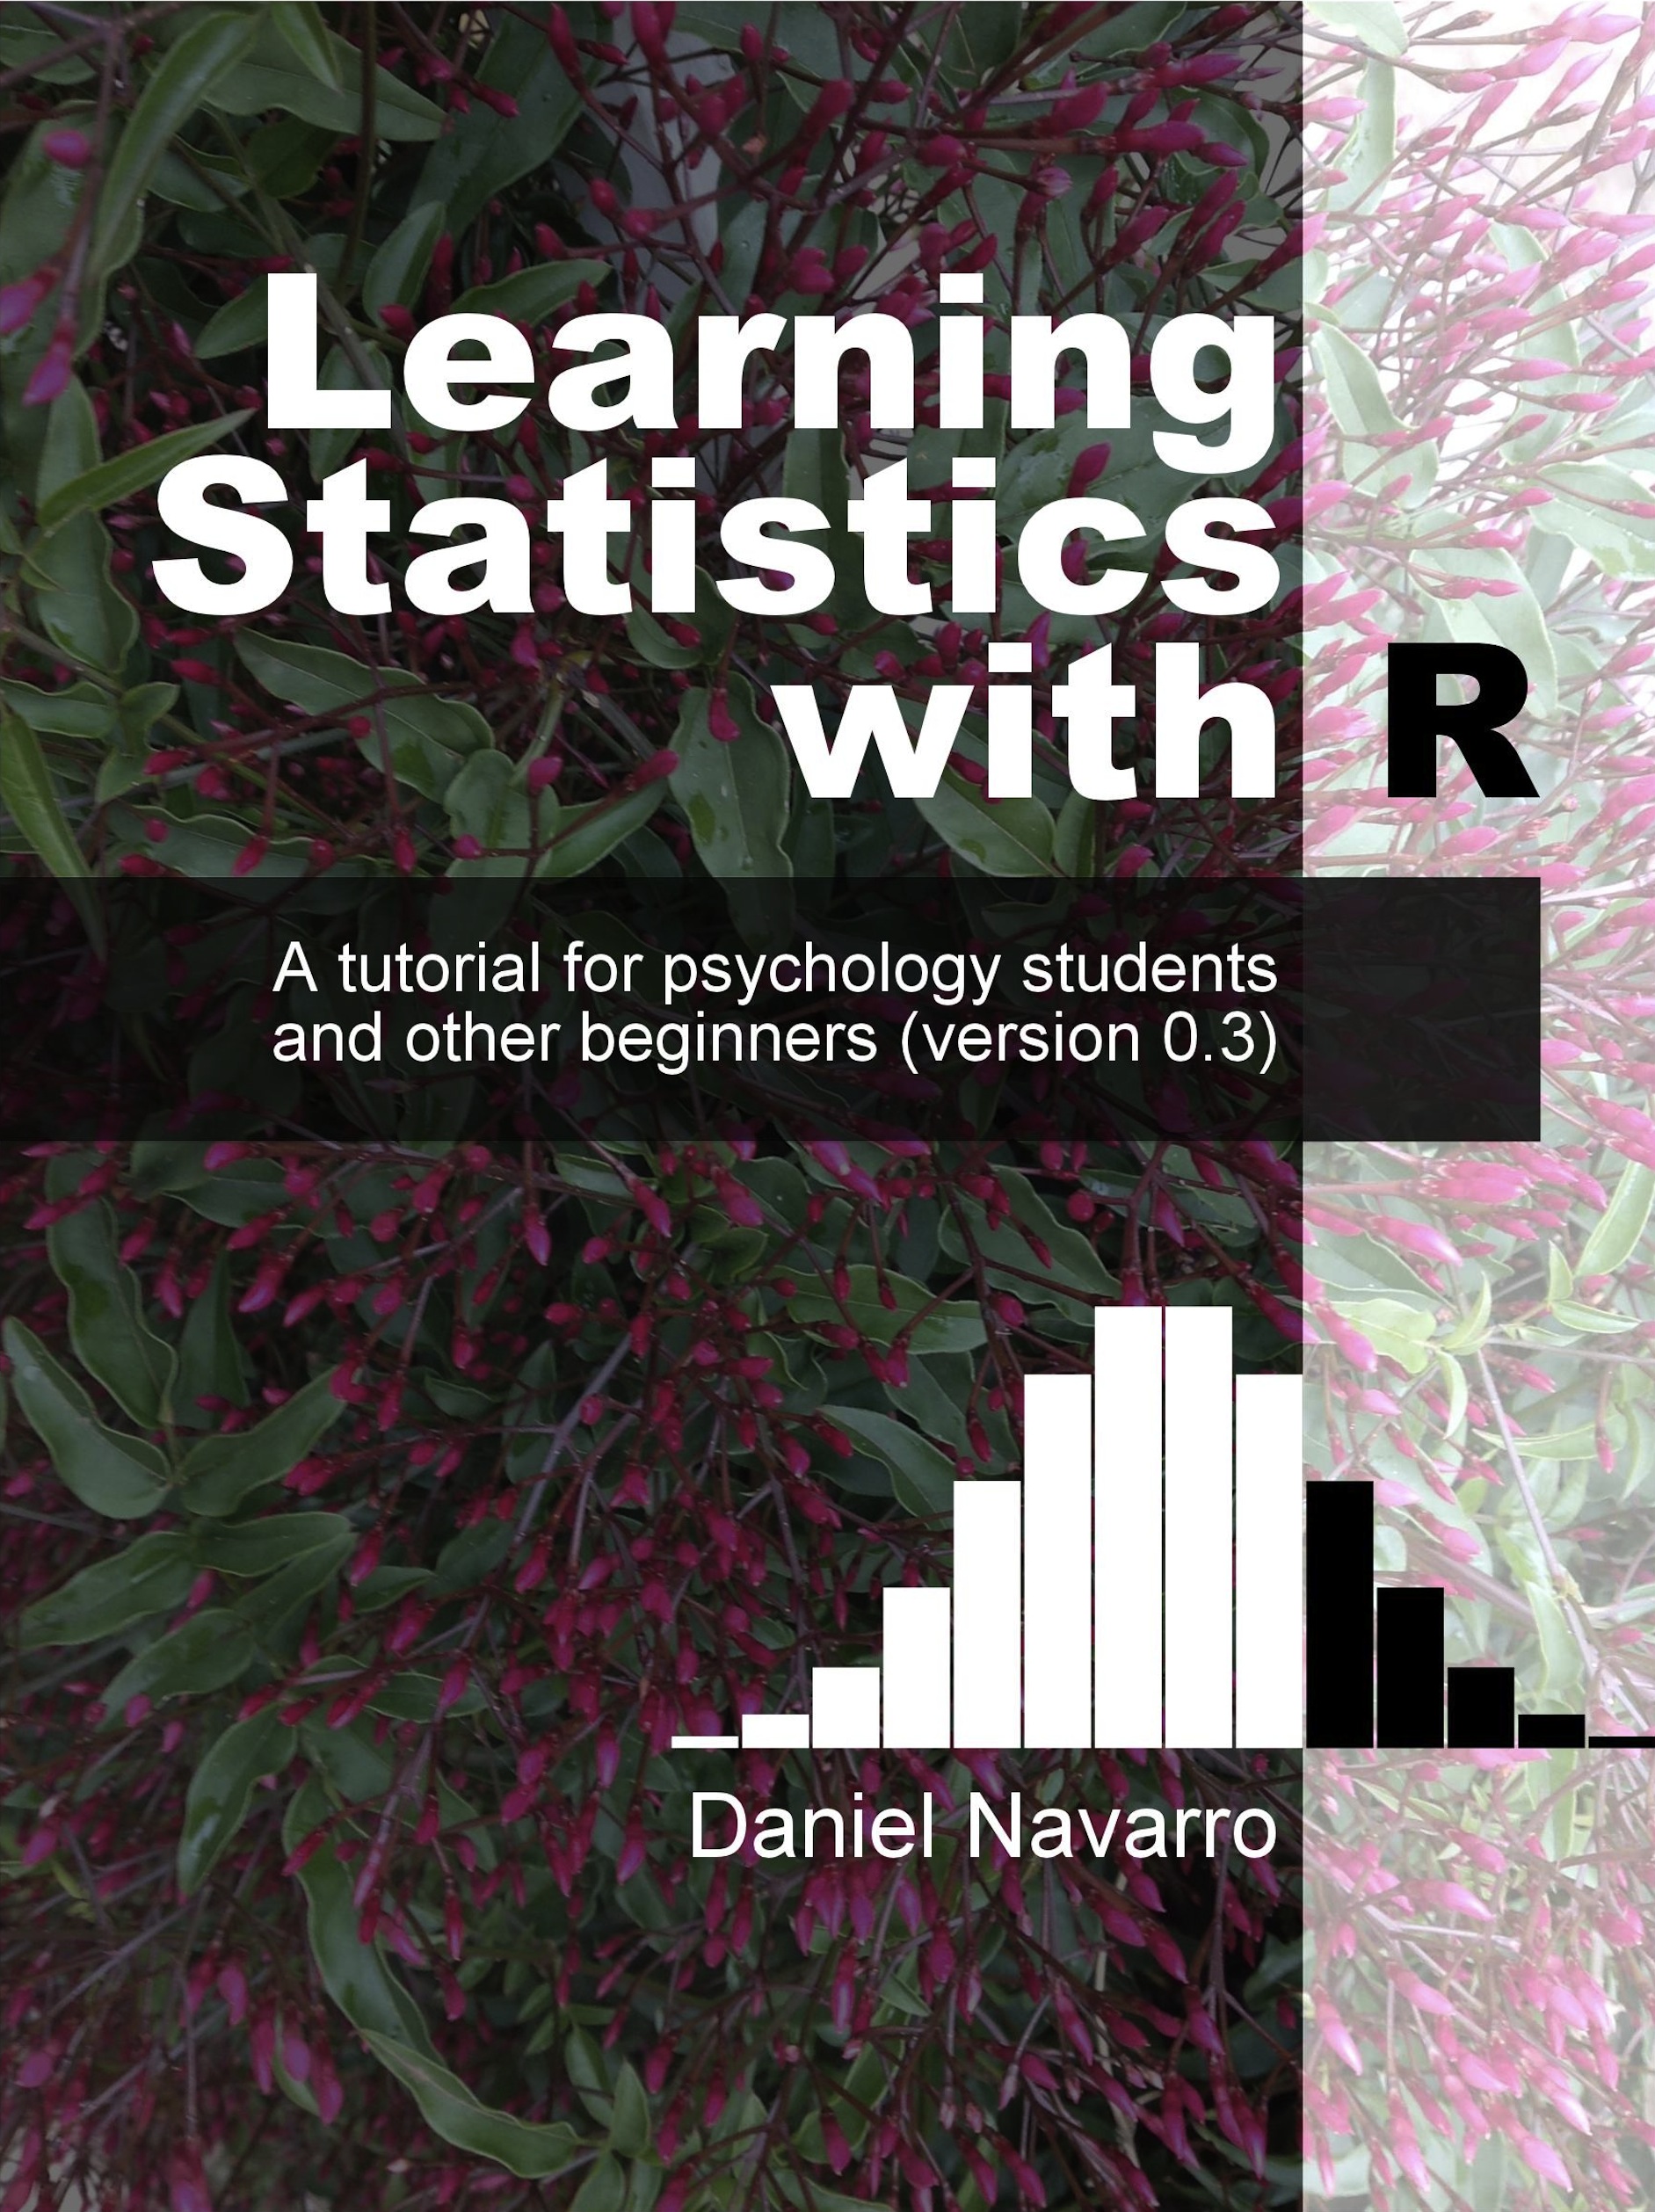 Learning
Statistics
with R
A tutorial for psychology students
and other beginners (version 0.3)
Daniel Navarro